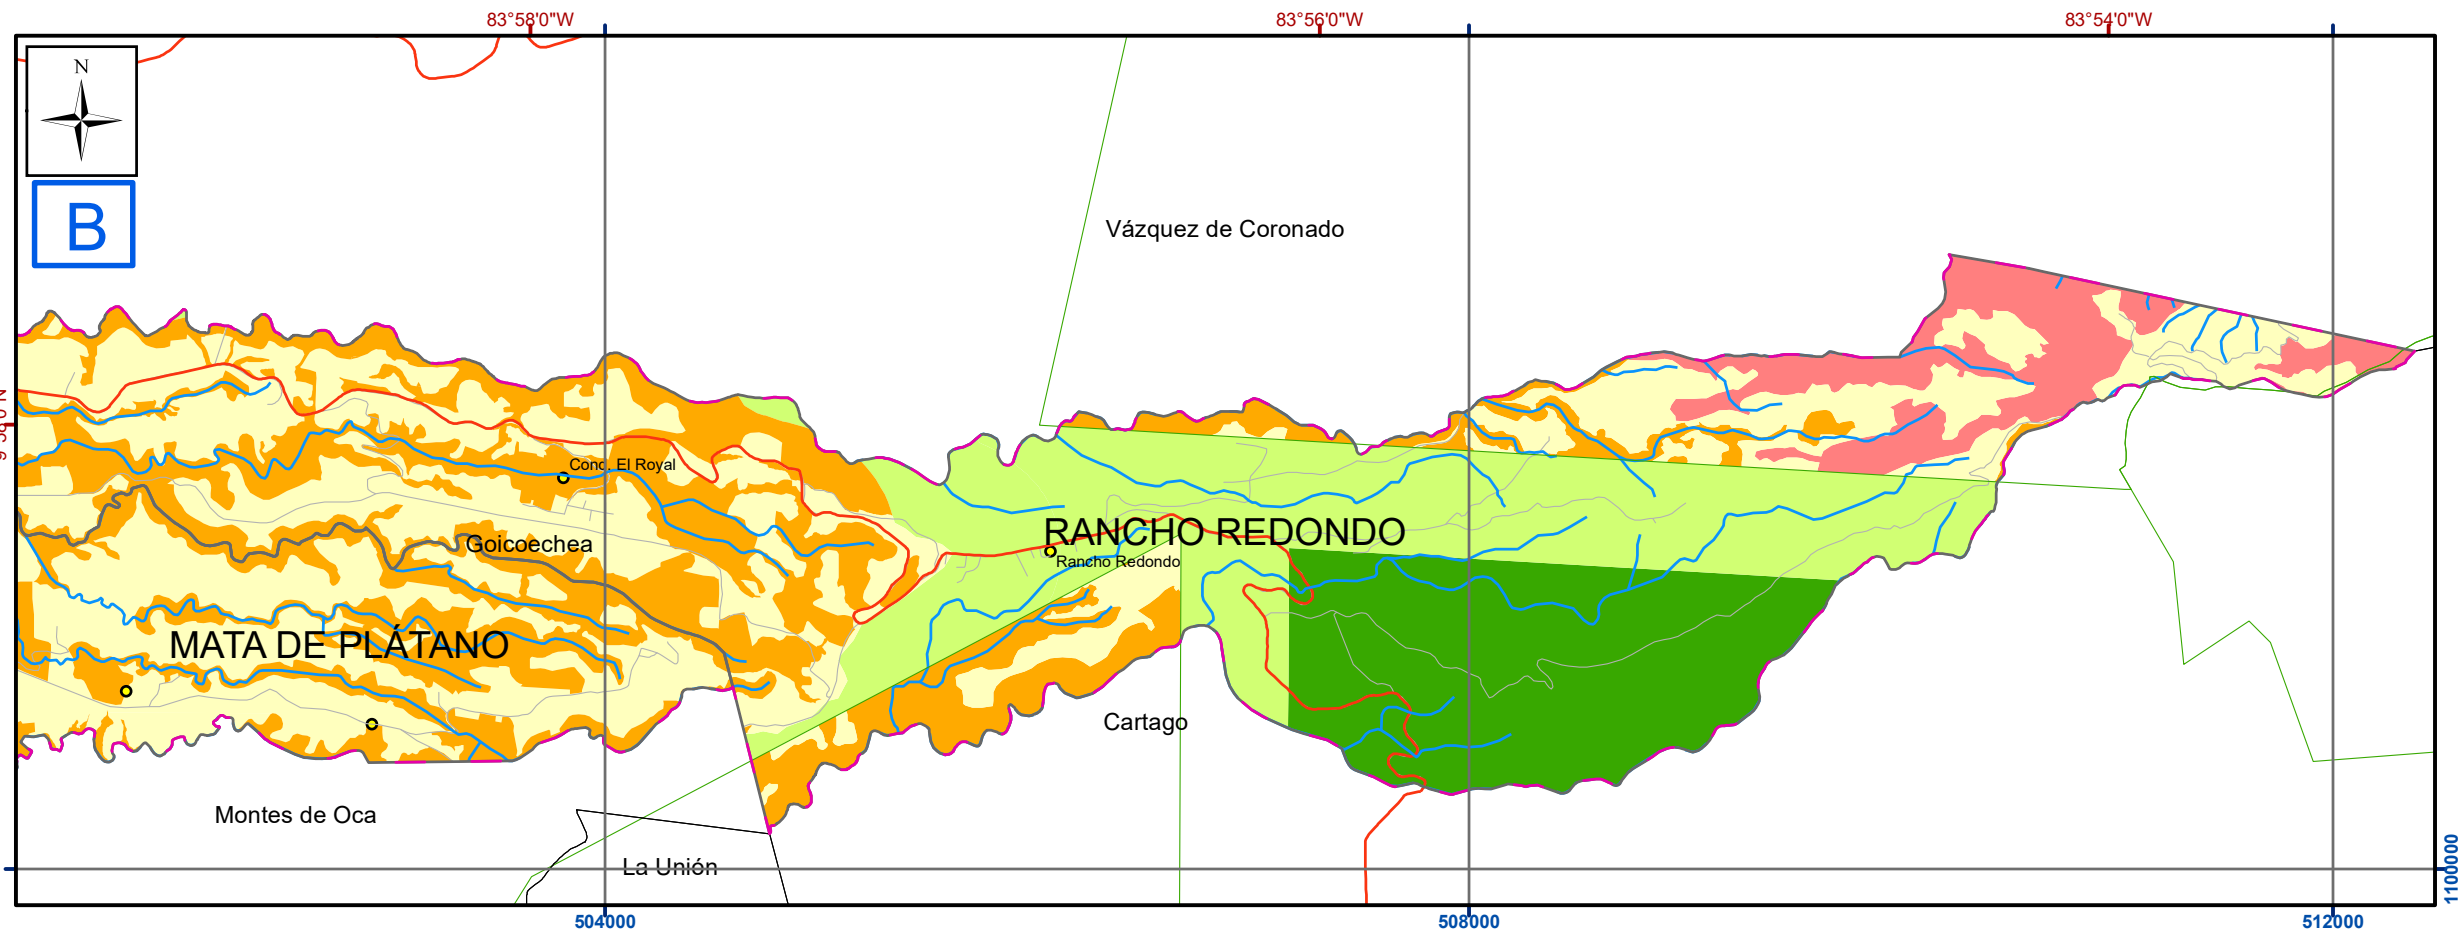 83°58'0"W
83°56'0"W
83°54'0"W
N
B
Vázquez de Coronado
Cond. El Royal
RANCHO REDONDO
Goicoechea
Rancho Redondo
MATA DE PLÁTANO
Cartago
Montes de Oca
La Unión
1100000
504000
508000
512000